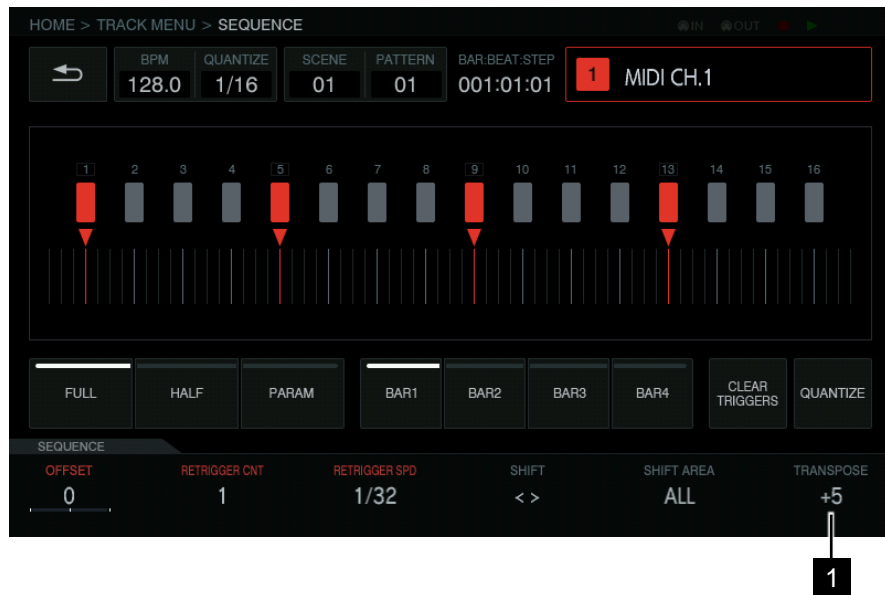 HOME > TRACK MENU > SEQUENCE IN OUT
BPM QUANTIZE SCENE PATTERN BAR:BEAT:STEP
128.0 1/16 01 01 001:01:01 1 MIDI CH.1
1 2 3 4 5 6 7 8 9 10 11 12 13 14 15 16
FULL HALF PARAM BAR1 BAR2 BAR3 BAR4 CLEAR TRIGGERS QUANTIZE
SEQUENCE
OFFSET RETRIGGER CNT RETRIGGER SPD SHIFT SHIFT AREA TRANSPOSE
0 1 1/32 < > ALL +5
1